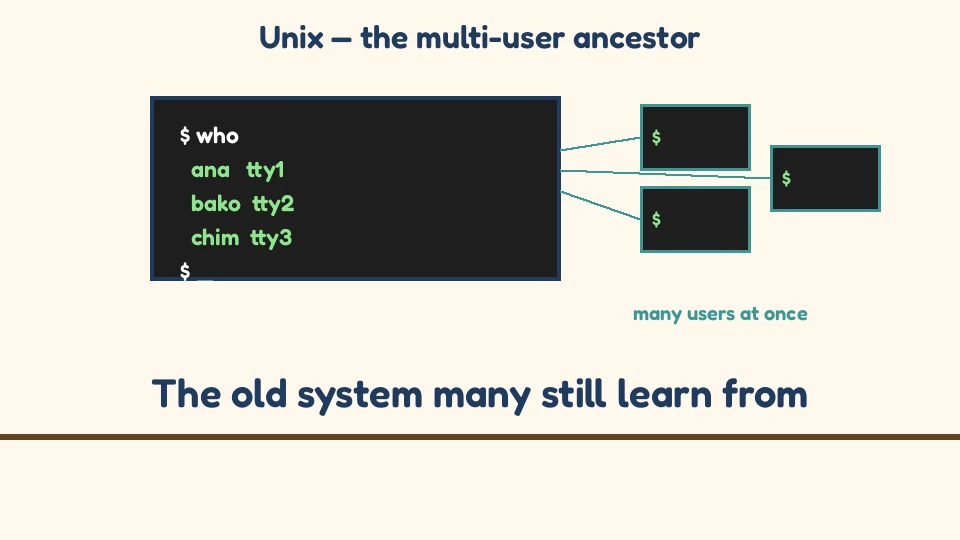 Unix — the multi-user ancestor
$ who
ana tty1
bako tty2
chim tty3
$ _
$
$
$
many users at once
The old system many still learn from